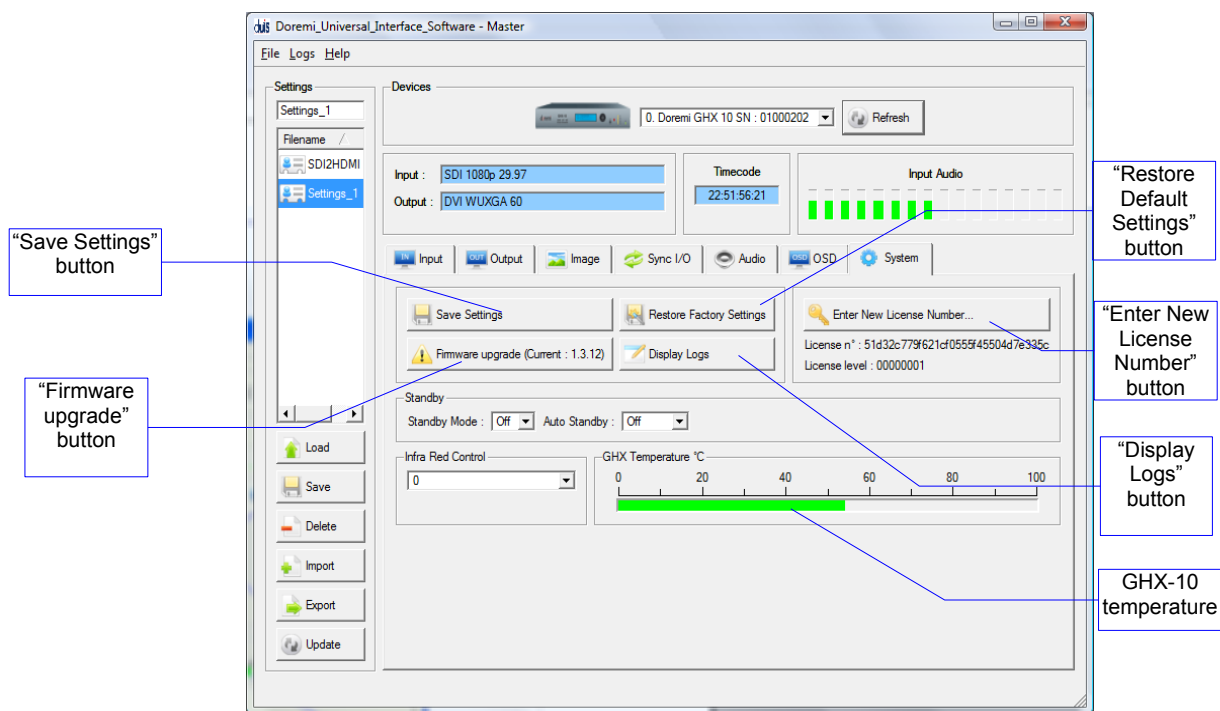 duis Doremi_Universal_Interface_Software - Master
File Logs Help
Settings
Settings_1
Filename
SDI2HDMI
Settings_1
Load
Save
Delete
Import
Export
Update
Devices
0. Doremi GHX 10 SN : 01000202
Refresh
Input : SDI 1080p 29.97
Output : DVI WUXGA 60
Timecode
22:51:56:21
Input Audio
IN Input
OUT Output
Image
Sync I/O
Audio
OSD OSD
System
Save Settings
Restore Factory Settings
Firmware upgrade (Current : 1.3.12)
Display Logs
Enter New License Number...
License n° : 51d32c779f621cf0555f45504d7e335c
License level : 00000001
Standby
Standby Mode : Off Auto Standby : Off
Infra Red Control
0
GHX Temperature °C
0 20 40 60 80 100
“Save Settings”
button
“Firmware
upgrade”
button
“Restore
Default
Settings”
button
“Enter New
License
Number”
button
“Display
Logs”
button
GHX-10
temperature